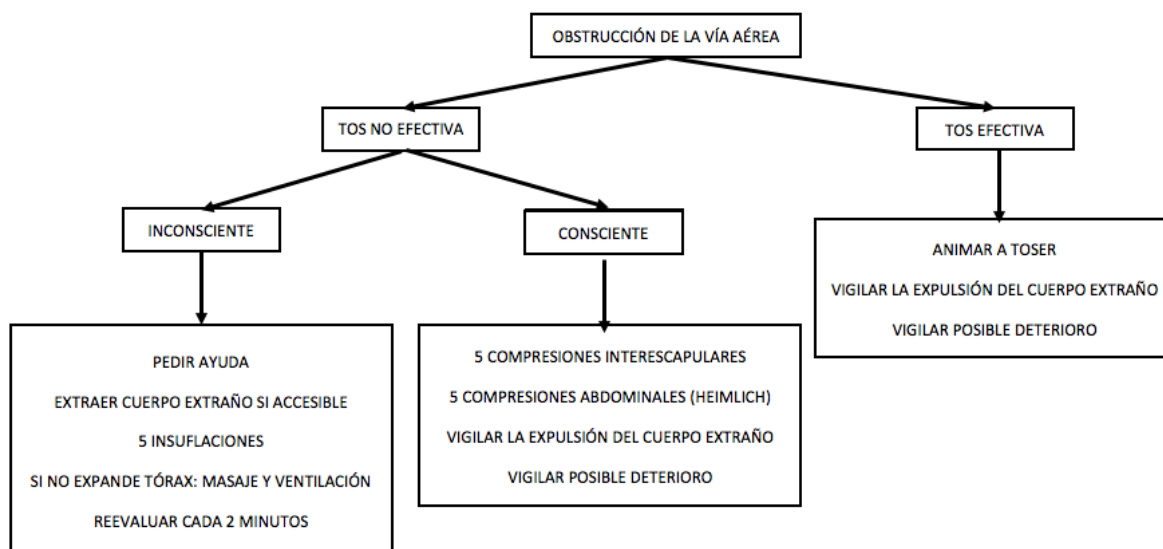 OBSTRUCCIÓN DE LA VÍA AÉREA
TOS NO EFECTIVA
TOS EFECTIVA
INCONSCIENTE
CONSCIENTE
ANIMAR A TOSER
VIGILAR LA EXPULSIÓN DEL CUERPO EXTRAÑO
VIGILAR POSIBLE DETERIORO
PEDIR AYUDA
EXTRAER CUERPO EXTRAÑO SI ACCESIBLE
5 INSUFLACIONES
SI NO EXPANDE TÓRAX: MASAJE Y VENTILACIÓN
REEVALUAR CADA 2 MINUTOS
5 COMPRESIONES INTERESCAPULARES
5 COMPRESIONES ABDOMINALES (HEIMLICH)
VIGILAR LA EXPULSIÓN DEL CUERPO EXTRAÑO
VIGILAR POSIBLE DETERIORO